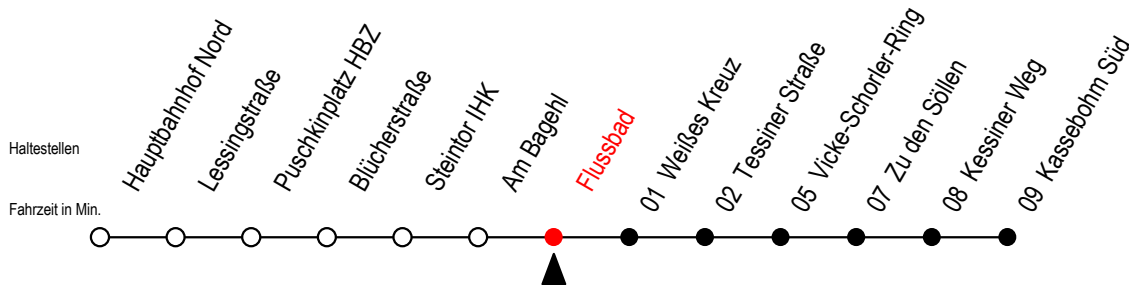 Haltestellen
Hauptbahnhof Nord
Lessingstraße
Puschkinplatz HBZ
Blücherstraße
Steintor IHK
Am Bagehl
Flussbad
01 Weißes Kreuz
02 Tessiner Straße
05 Vicke-Schorler-Ring
07 Zu den Söllen
08 Kessiner Weg
09 Kassebohm Süd
Fahrzeit in Min.